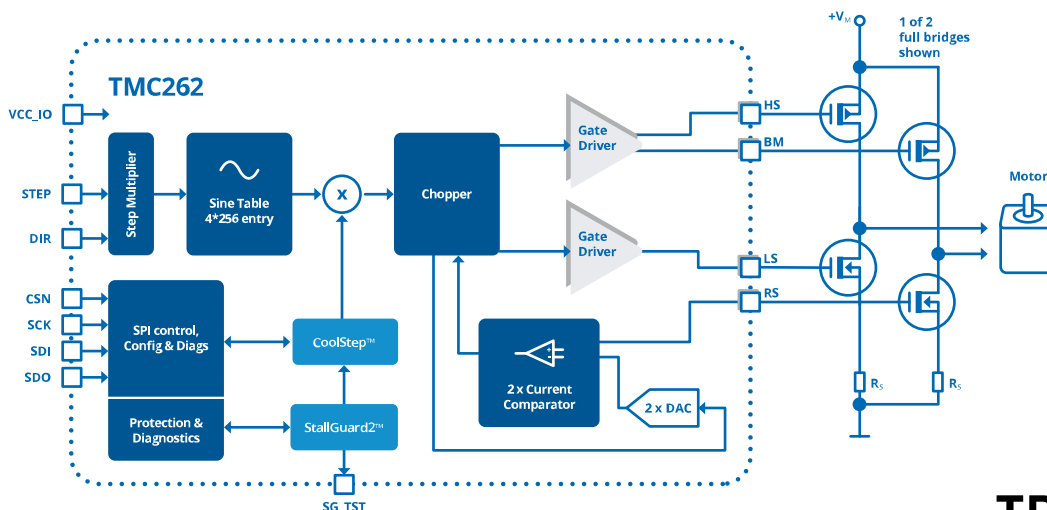 +VM
1 of 2
full bridges
shown
TMC262
VCC_IO
HS
Gate
Driver
BM
Step Multiplier
Sine Table
4*256 entry
X
Chopper
STEP
DIR
Motor
Gate
Driver
LS
RS
CSN
SCK
SDI
SDO
SPI control,
Config & Diags
CoolStep™
2 x Current
Comparator
+
-
RS
RS
2 x DAC
Protection &
Diagnostics
StallGuard2™
SG_TST